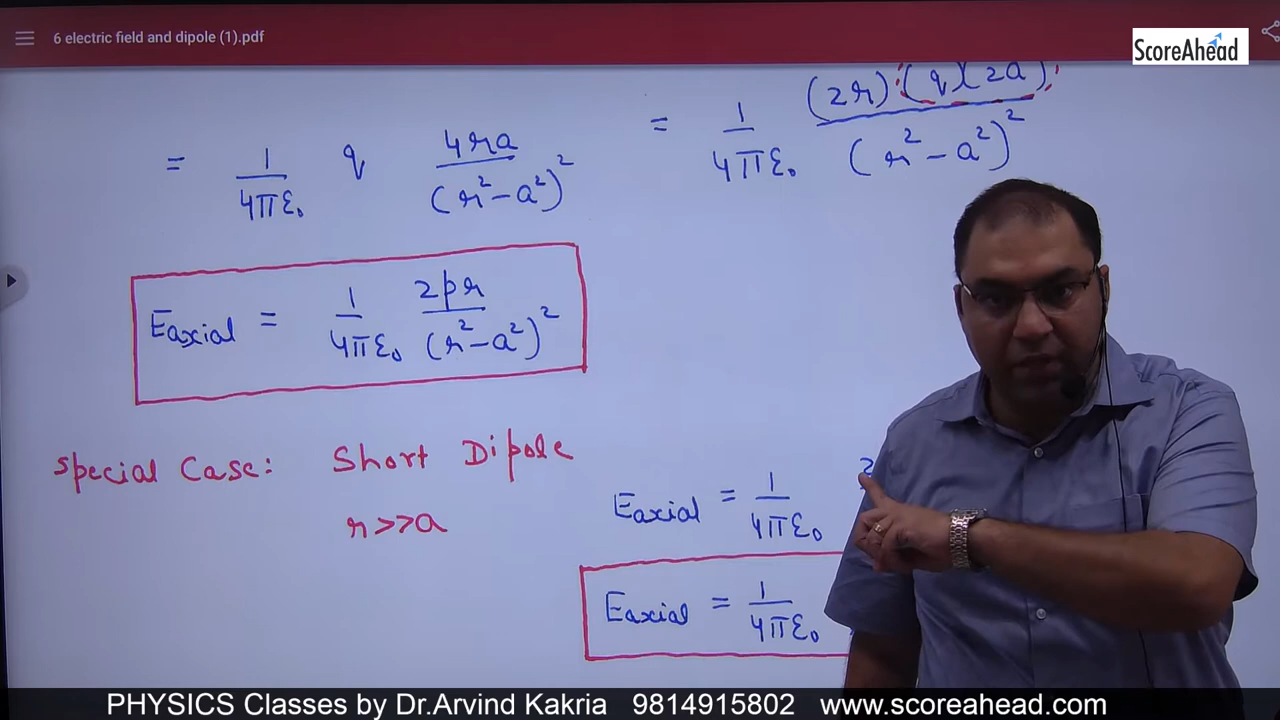 6 electric field and dipole (1).pdf
ScoreAhead
= 1/4πε₀ q 4ra/(r² – a²)²
= 1/4πε₀ (2r) (q)(2a)/(r² – a²)²
Eaxial = 1/4πε₀ 2pr/(r² – a²)²
Special Case: Short Dipole
r>>a
Eaxial = 1/4πε₀ 2
Eaxial = 1/4πε₀
PHYSICS Classes by Dr.Arvind Kakria 9814915802 www.scoreahead.com